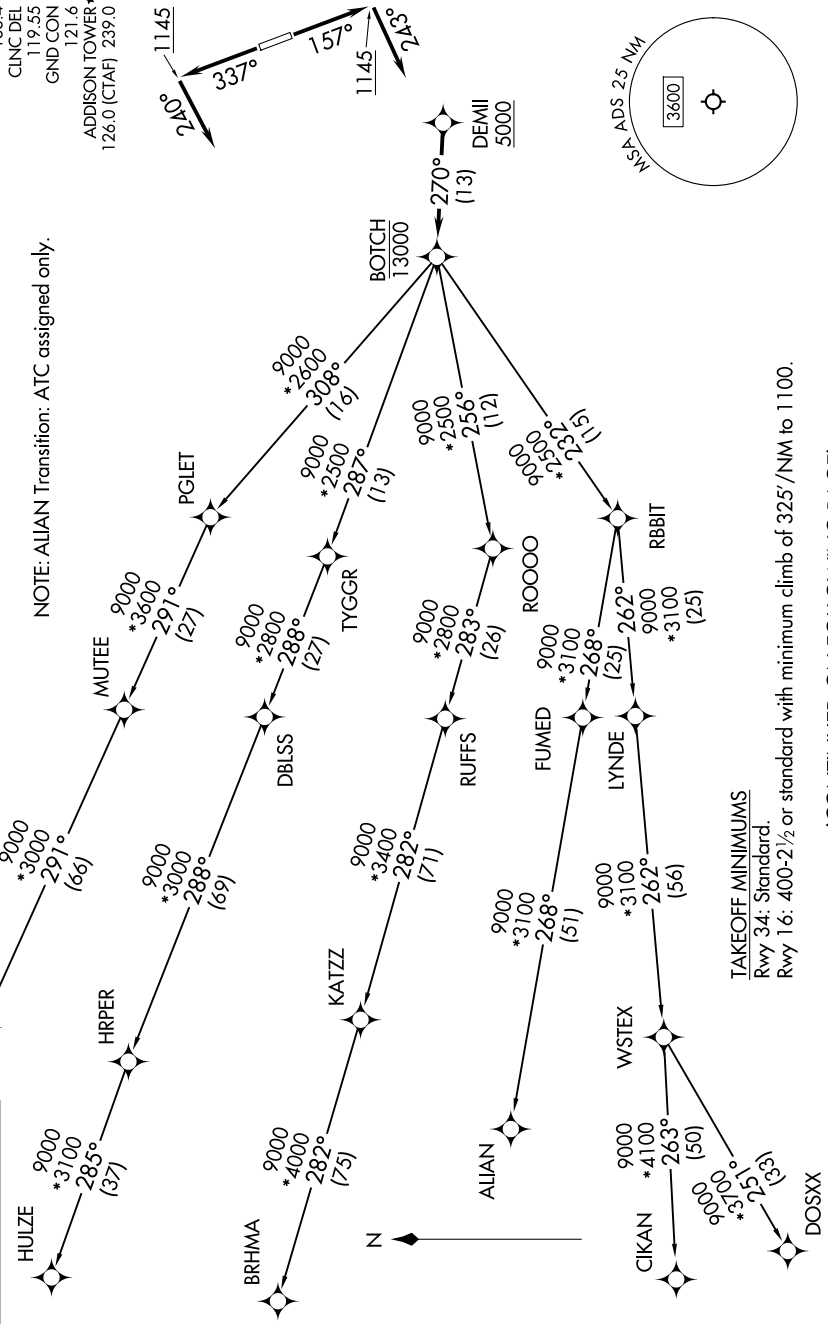 CLNC DEL
119.55
GND CON
121.6
ADDISON TOWER★
126.0 (CTAF) 239.0
NOTE: ALIAN Transition: ATC assigned only.
1145
240°
337°
157°
1145
243°
DEMII
5000
270°
(13)
BOTCH
13000
MSA ADS 25 NM
3600
9000
*2600
308°
(16)
PGLET
9000
*3600
291°
(27)
MUTEE
9000
*3000
291°
(66)
9000
*2500
287°
(13)
TYGGR
9000
*2800
288°
(27)
DBLSS
9000
*3000
288°
(69)
HRPER
9000
*3100
285°
(37)
HULZE
9000
*2500
256°
(12)
ROOOO
9000
*2800
283°
(26)
RUFFS
9000
*3400
282°
(71)
KATZZ
9000
*4000
282°
(75)
BRHMA
9000
*2500
232°
(15)
RBBIT
9000
*3100
268°
(25)
FUMED
9000
*3100
268°
(51)
ALIAN
262°
9000
*3100
(25)
LYNDE
9000
*3100
262°
(56)
WSTEX
9000
*4100
263°
(50)
CIKAN
9000
*3700
251°
(33)
DOSXX
N
TAKEOFF MINIMUMS
Rwy 34: Standard.
Rwy 16: 400-2½ or standard with minimum climb of 325'/NM to 1100.